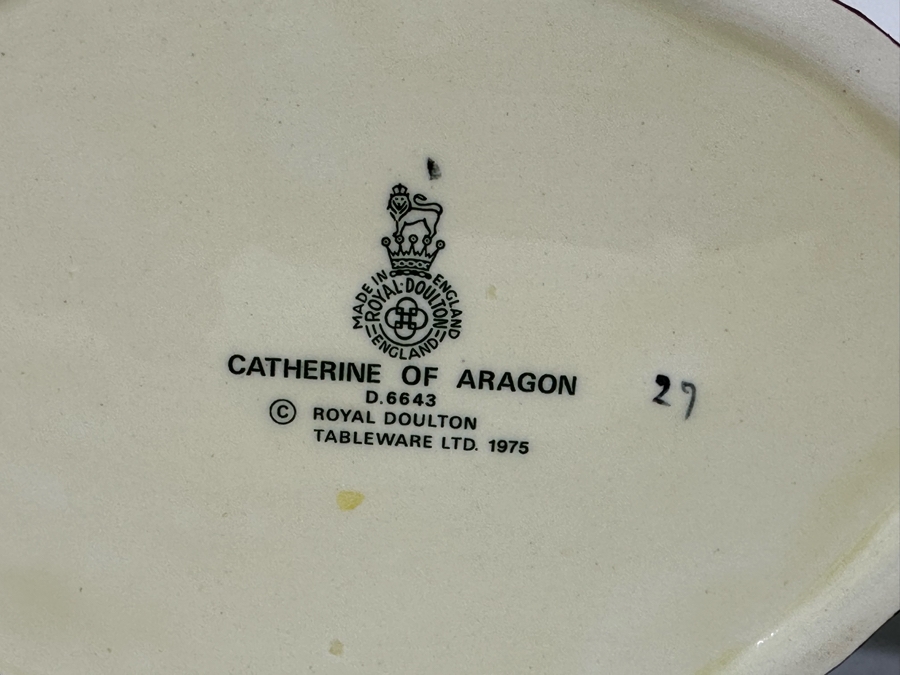 MADE IN ENGLAND
ROYAL·DOULTON
ENGLAND
CATHERINE OF ARAGON
D.6643
© ROYAL DOULTON
TABLEWARE LTD. 1975
27